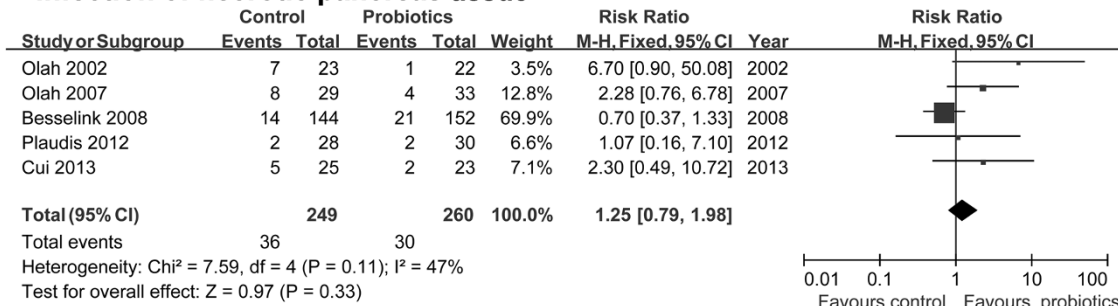 Control Probiotics Risk Ratio Risk Ratio
Study or Subgroup Events Total Events Total Weight M-H, Fixed, 95% CI Year M-H, Fixed, 95% CI
Olah 2002 7 23 1 22 3.5% 6.70 [0.90, 50.08] 2002
Olah 2007 8 29 4 33 12.8% 2.28 [0.76, 6.78] 2007
Besselink 2008 14 144 21 152 69.9% 0.70 [0.37, 1.33] 2008
Plaudis 2012 2 28 2 30 6.6% 1.07 [0.16, 7.10] 2012
Cui 2013 5 25 2 23 7.1% 2.30 [0.49, 10.72] 2013
Total (95% CI) 249 260 100.0% 1.25 [0.79, 1.98]
Total events 36 30
Heterogeneity: Chi² = 7.59, df = 4 (P = 0.11); I² = 47%
Test for overall effect: Z = 0.97 (P = 0.33)
0.01 0.1 1 10 100
Favours control Favours probiotics